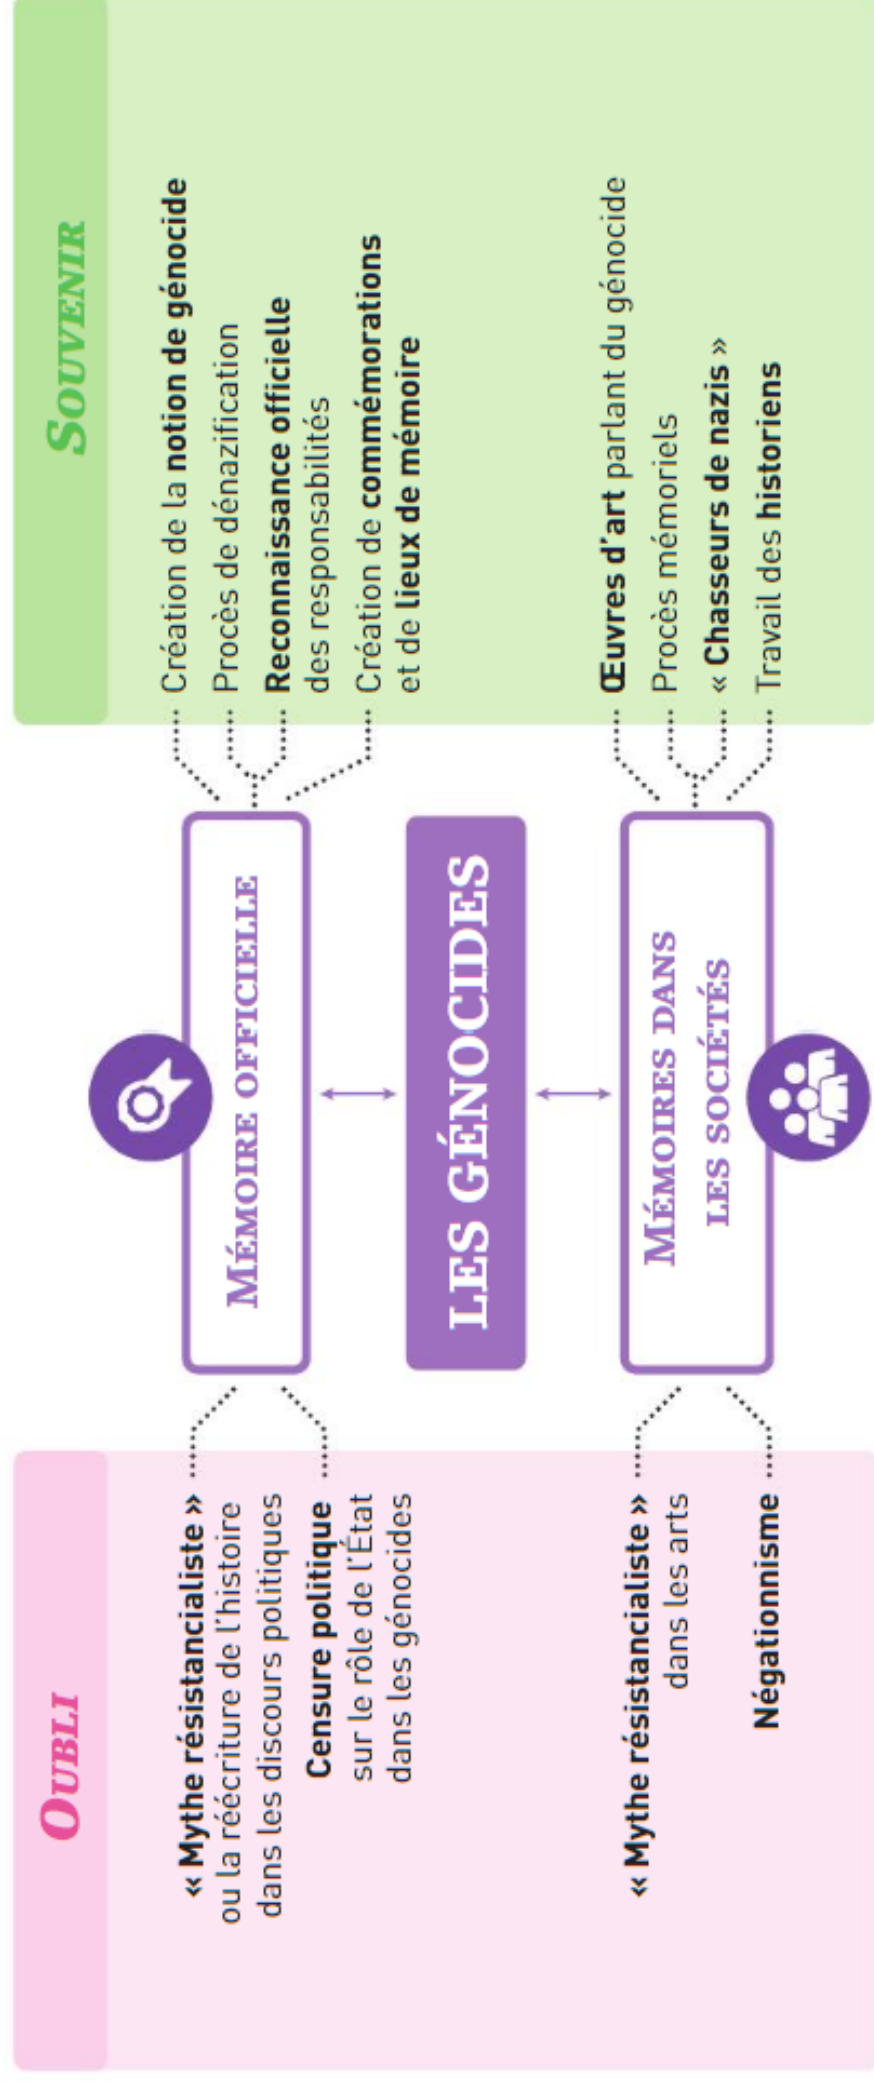 OUBLI
SOUVENIR
« Mythe résistancialiste »
ou la réécriture de l'histoire
dans les discours politiques
Censure politique
sur le rôle de l'État
dans les génocides
MÉMOIRE OFFICIELLE
Création de la notion de génocide
Procès de dénazification
Reconnaissance officielle
des responsabilités
Création de commémorations
et de lieux de mémoire
LES GÉNOCIDES
« Mythe résistancialiste »
dans les arts
Négationnisme
MÉMOIRES DANS
LES SOCIÉTÉS
Œuvres d'art parlant du génocide
Procès mémoriels
« Chasseurs de nazis »
Travail des historiens